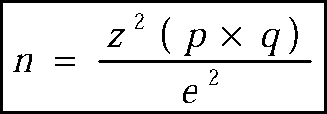 n = z² ( p × q ) / e²